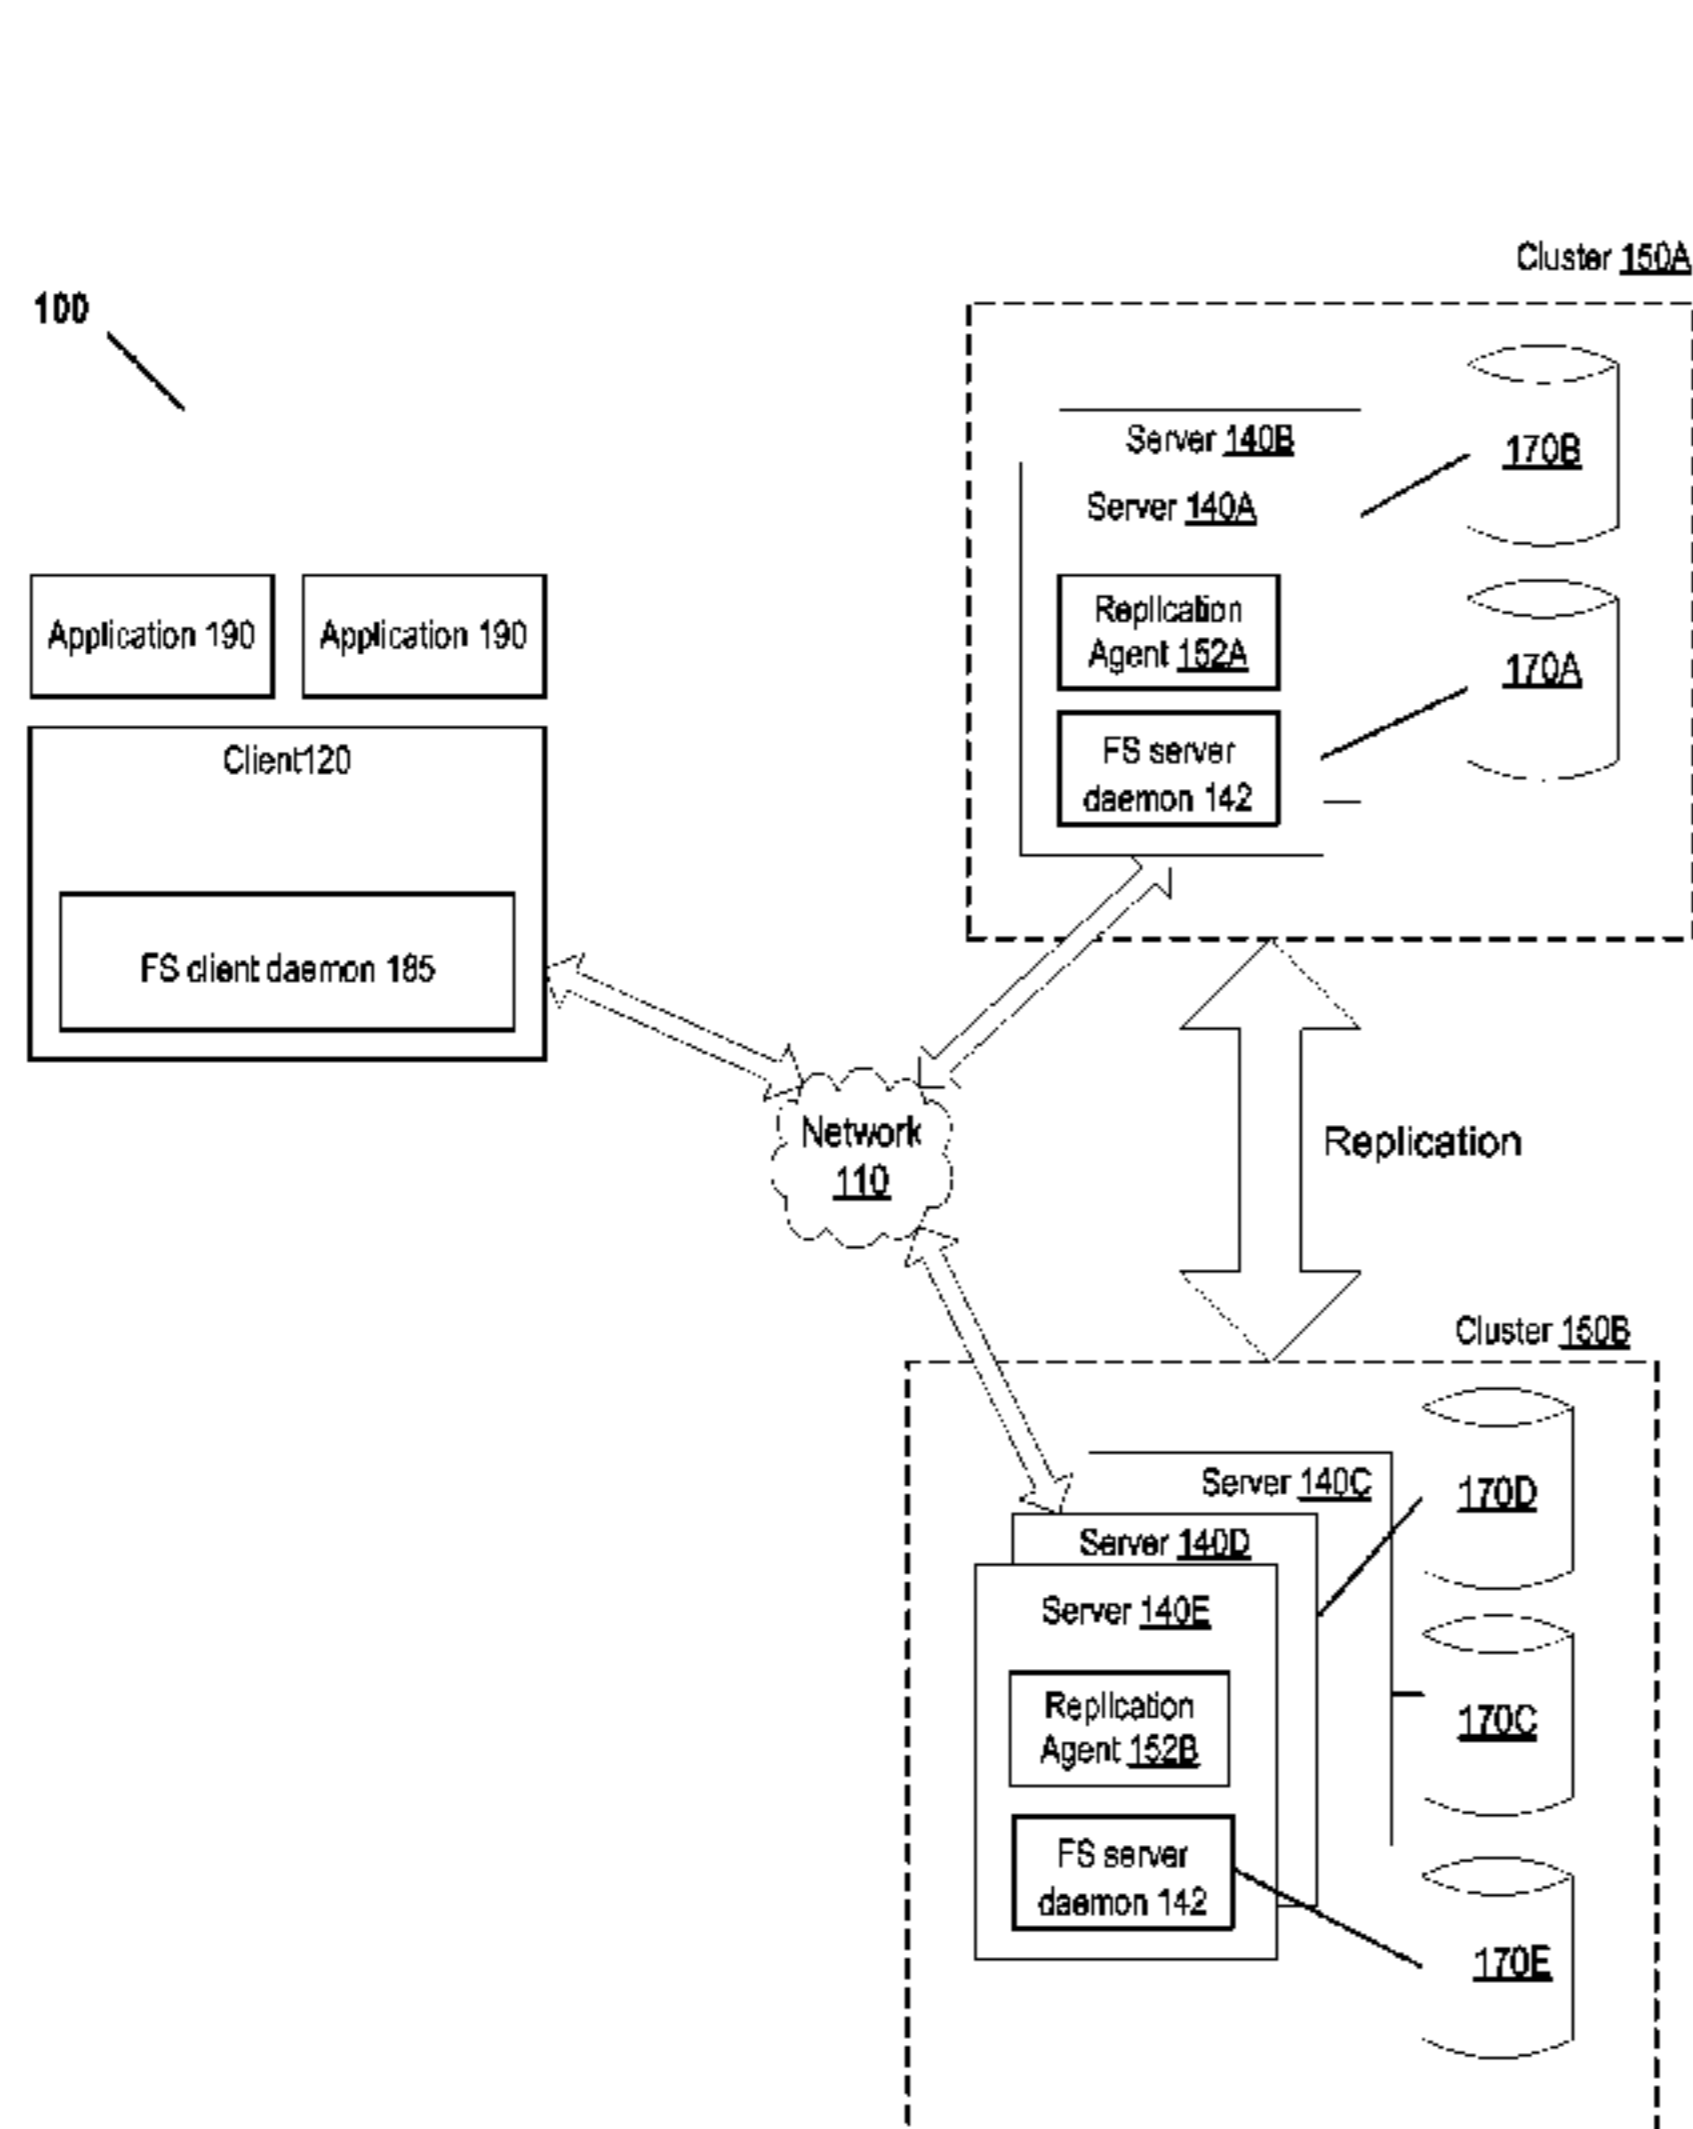 100
Application 190
Application 190
Client120
FS client daemon 185
Network
110
Cluster 150A
Server 140B
Server 140A
Replication
Agent 152A
FS server
daemon 142
170B
170A
Replication
Cluster 150B
Server 140C
Server 140D
Server 140E
Replication
Agent 152B
FS server
daemon 142
170D
170C
170E